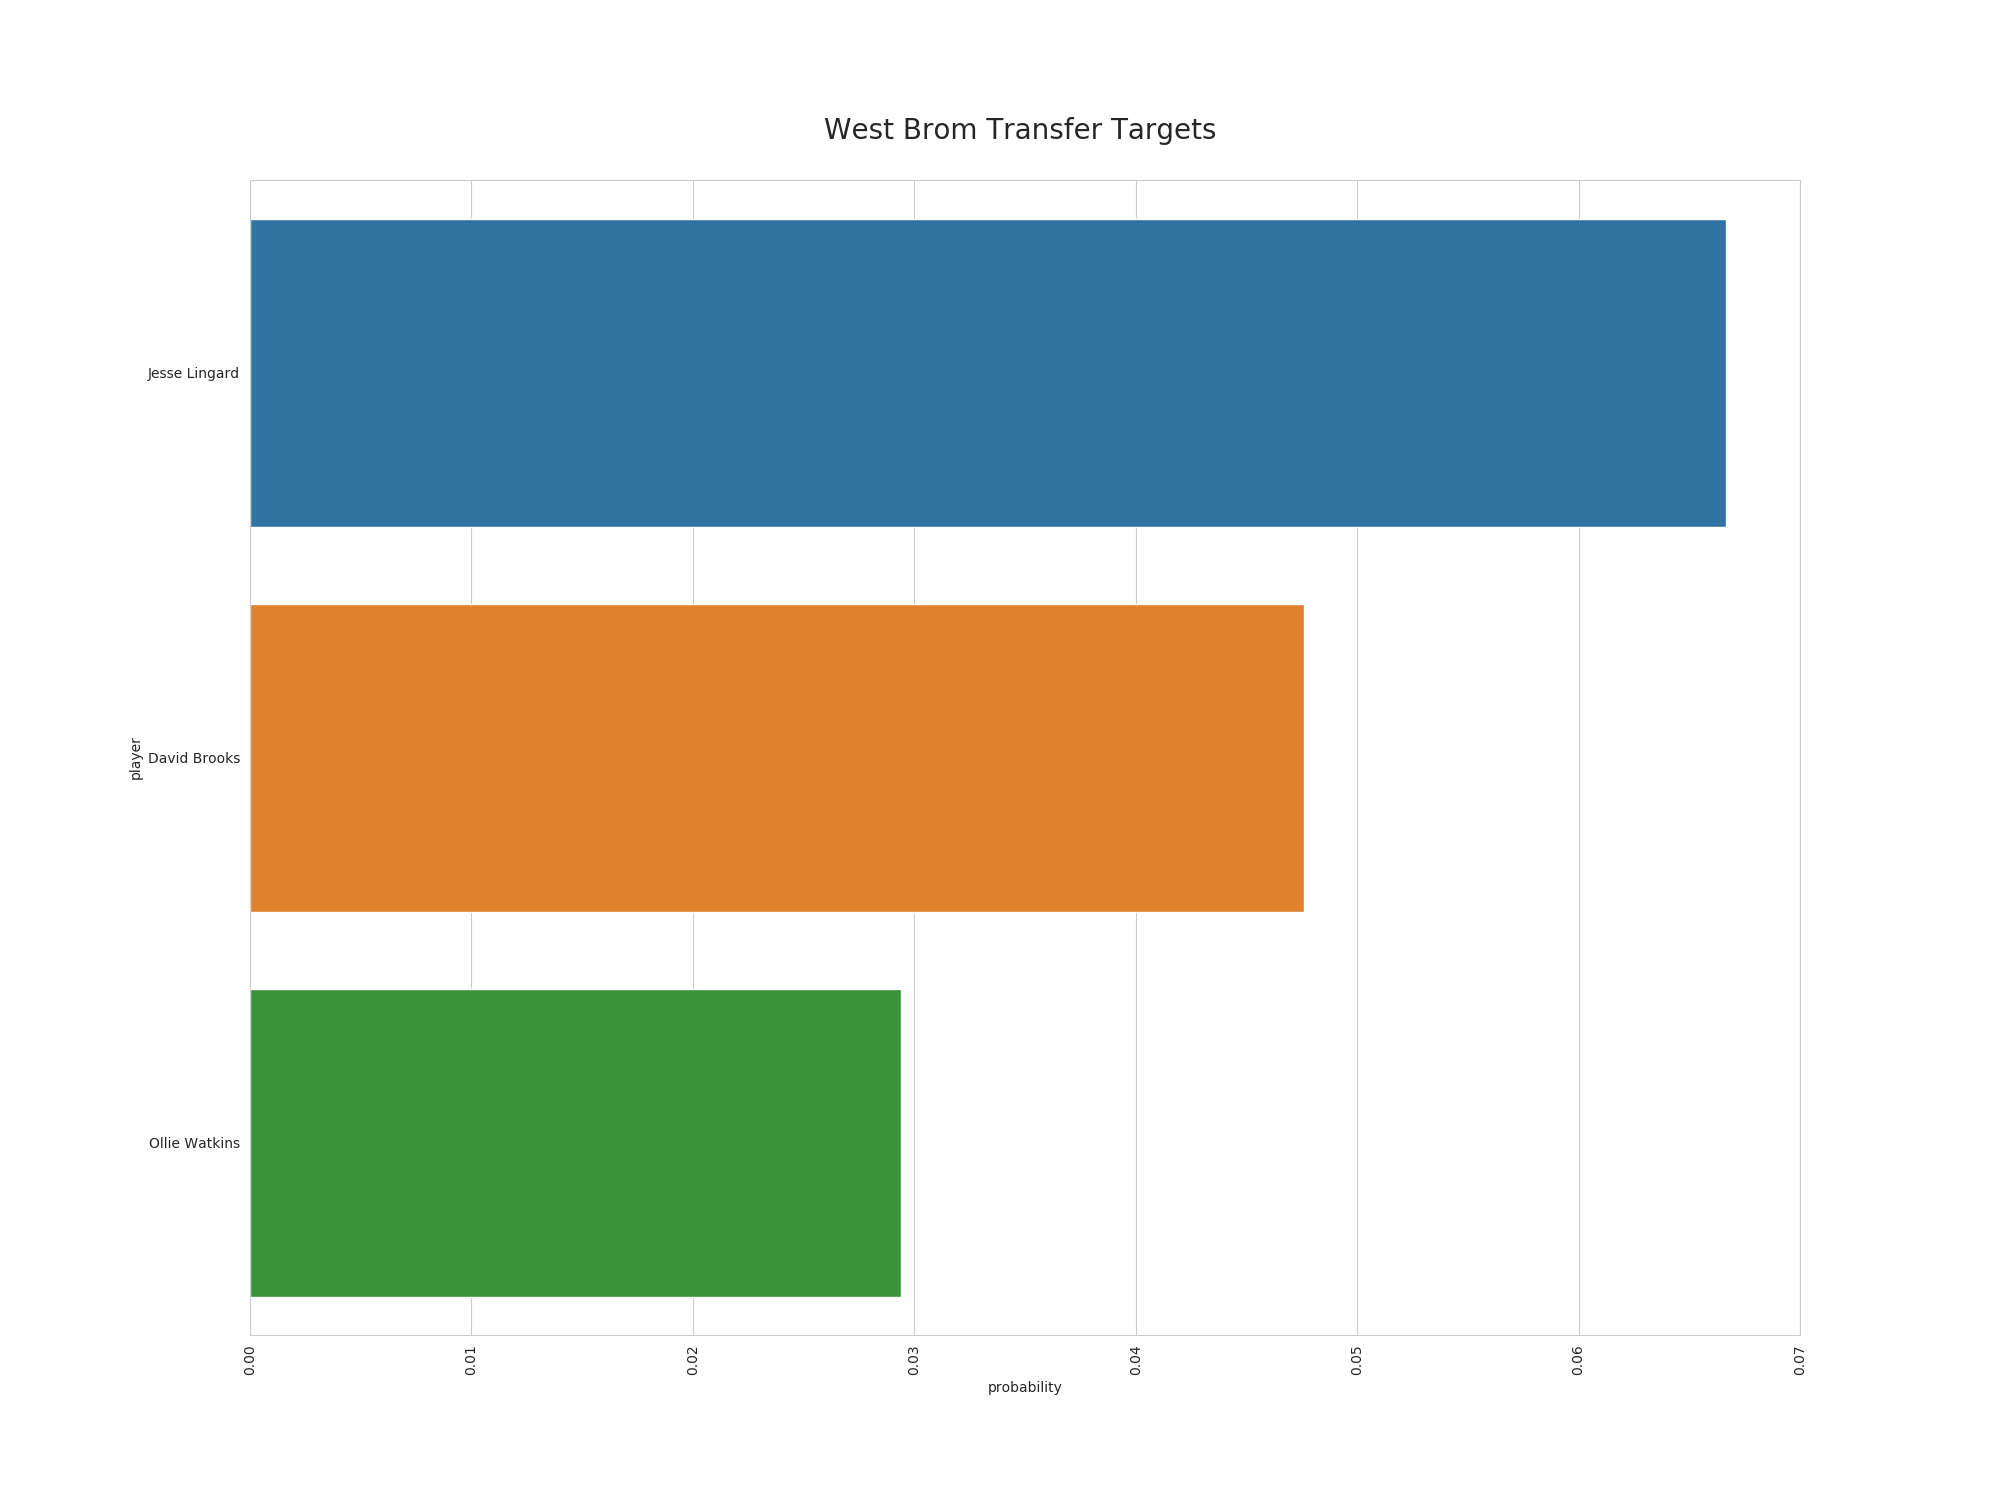 West Brom Transfer Targets
Jesse Lingard
David Brooks
Ollie Watkins
player
0.00
0.01
0.02
0.03
0.04
0.05
0.06
0.07
probability